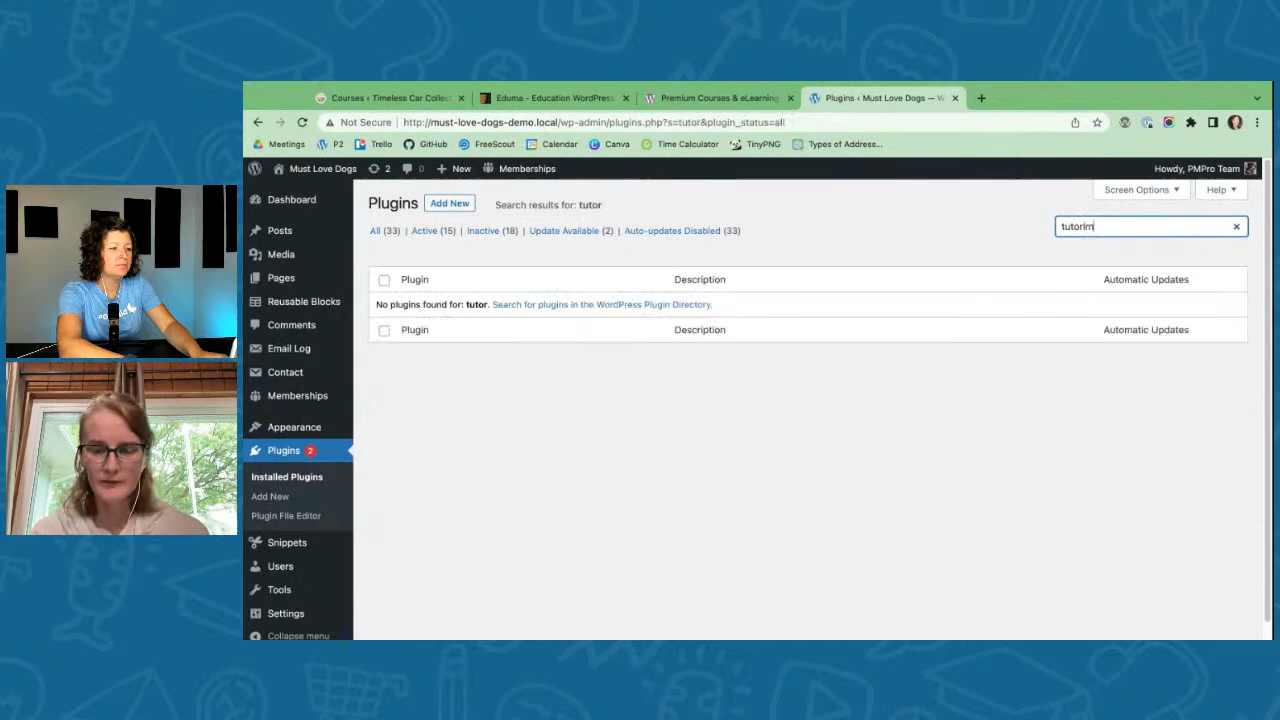 Courses ‹ Timeless Car Collec
Eduma - Education WordPress
Premium Courses & eLearning
Plugins ‹ Must Love Dogs — W
Not Secure http://must-love-dogs-demo.local/wp-admin/plugins.php?s=tutor&plugin_status=all
Meetings P2 Trello GitHub FreeScout Calendar Canva Time Calculator TinyPNG Types of Address...
Must Love Dogs 2 0 New Memberships Howdy, PMPro Team
Screen Options Help
Plugins Add New Search results for: tutor
All (33) | Active (15) | Inactive (18) | Update Available (2) | Auto-updates Disabled (33)
tutorlm
Plugin Description Automatic Updates
No plugins found for: tutor. Search for plugins in the WordPress Plugin Directory.
Plugin Description Automatic Updates
Dashboard
Posts
Media
Pages
Reusable Blocks
Comments
Email Log
Contact
Memberships
Appearance
Plugins 2
Installed Plugins
Add New
Plugin File Editor
Snippets
Users
Tools
Settings
Collapse menu